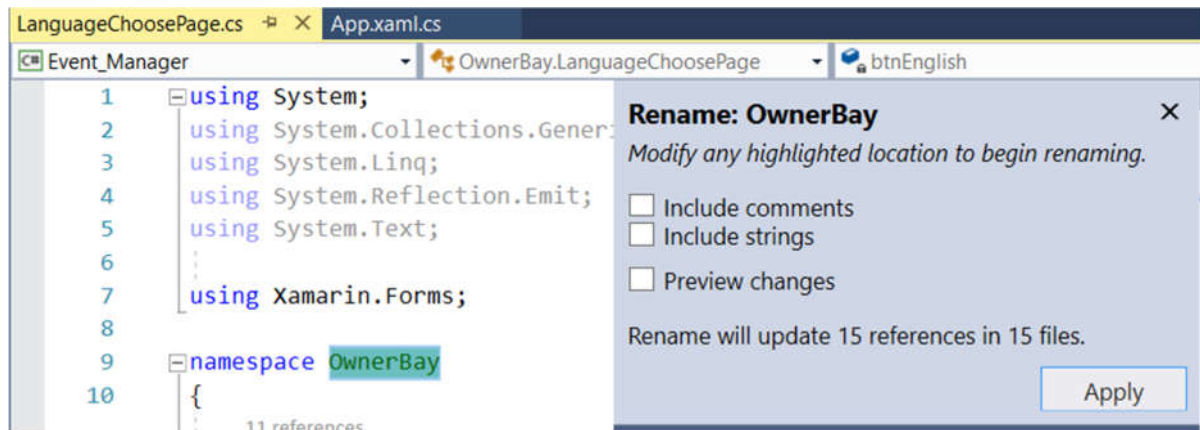 LanguageChoosePage.cs App.xaml.cs
C# Event_Manager OwnerBay.LanguageChoosePage btnEnglish
1 using System;
2 using System.Collections.Generi
3 using System.Linq;
4 using System.Reflection.Emit;
5 using System.Text;
6
7 using Xamarin.Forms;
8
9 namespace OwnerBay
10 {
11 references
Rename: OwnerBay
Modify any highlighted location to begin renaming.
Include comments
Include strings
Preview changes
Rename will update 15 references in 15 files.
Apply